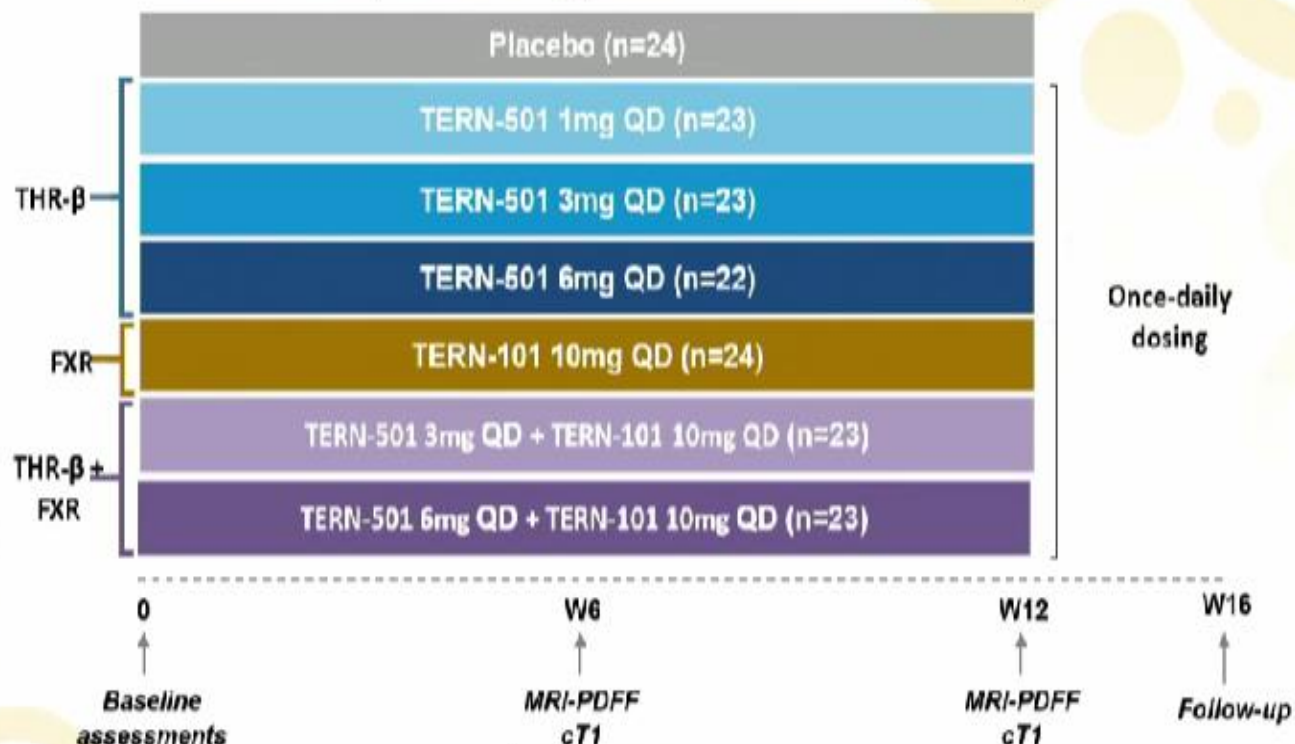 Placebo (n=24)
TERN-501 1mg QD (n=23)
THR-β
TERN-501 3mg QD (n=23)
TERN-501 6mg QD (n=22)
Once-daily
dosing
FXR
TERN-101 10mg QD (n=24)
TERN-501 3mg QD + TERN-101 10mg QD (n=23)
THR-β +
FXR
TERN-501 6mg QD + TERN-101 10mg QD (n=23)
0
W6
W12
W16
Baseline
assessments
MRI-PDFF
cT1
MRI-PDFF
cT1
Follow-up